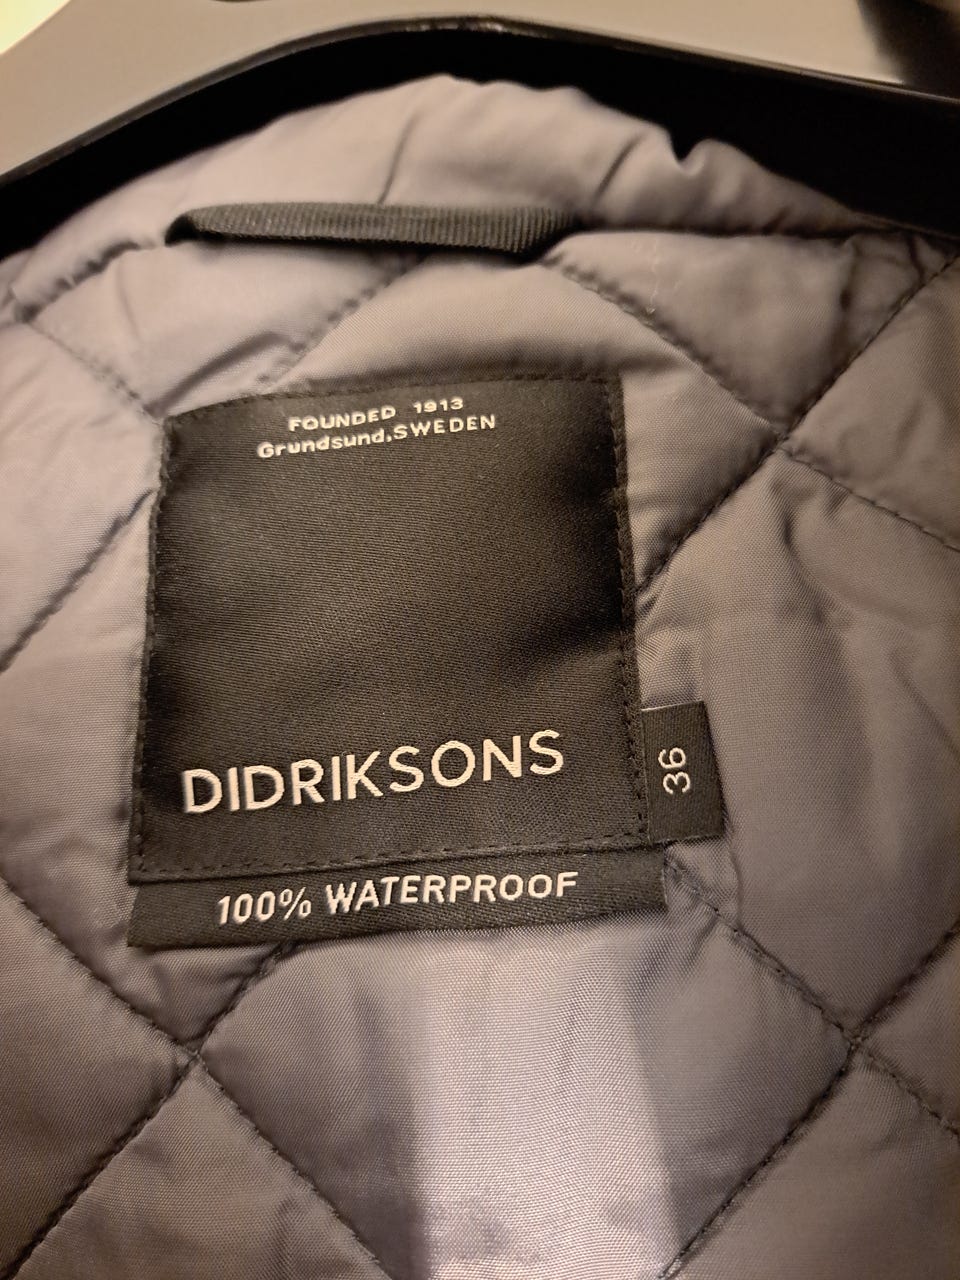 FOUNDED 1913
Grundsund,SWEDEN
DIDRIKSONS
36
100% WATERPROOF